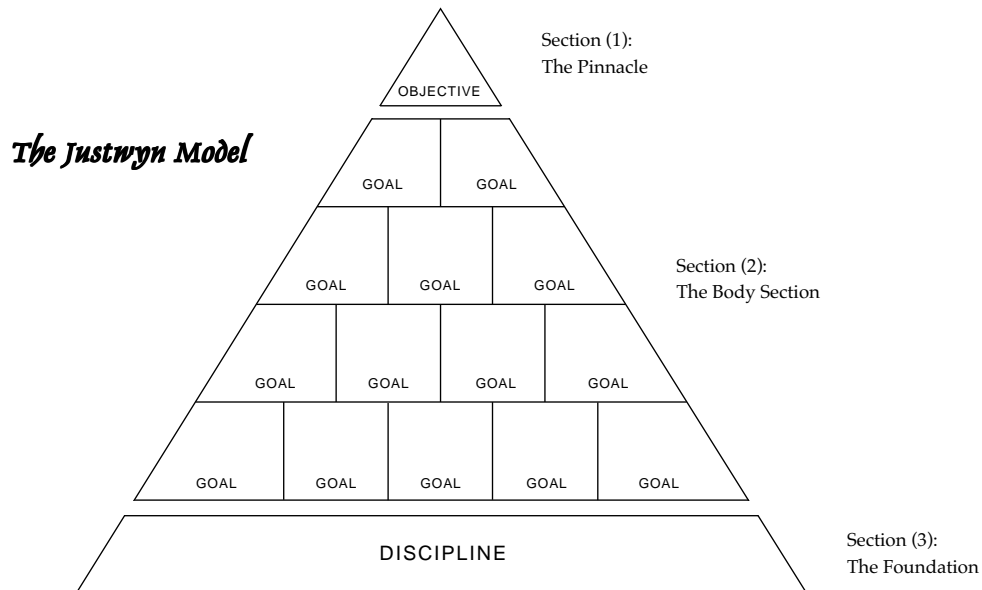 Section (1):
The Pinnacle
OBJECTIVE
The Justwyn Model
GOAL GOAL
GOAL GOAL GOAL
Section (2):
The Body Section
GOAL GOAL GOAL GOAL
GOAL GOAL GOAL GOAL GOAL
DISCIPLINE
Section (3):
The Foundation